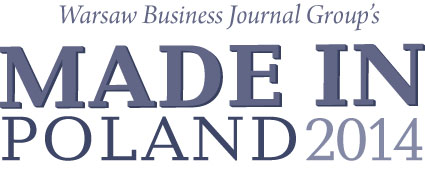 Warsaw Business Journal Group's
MADE IN
POLAND 2014